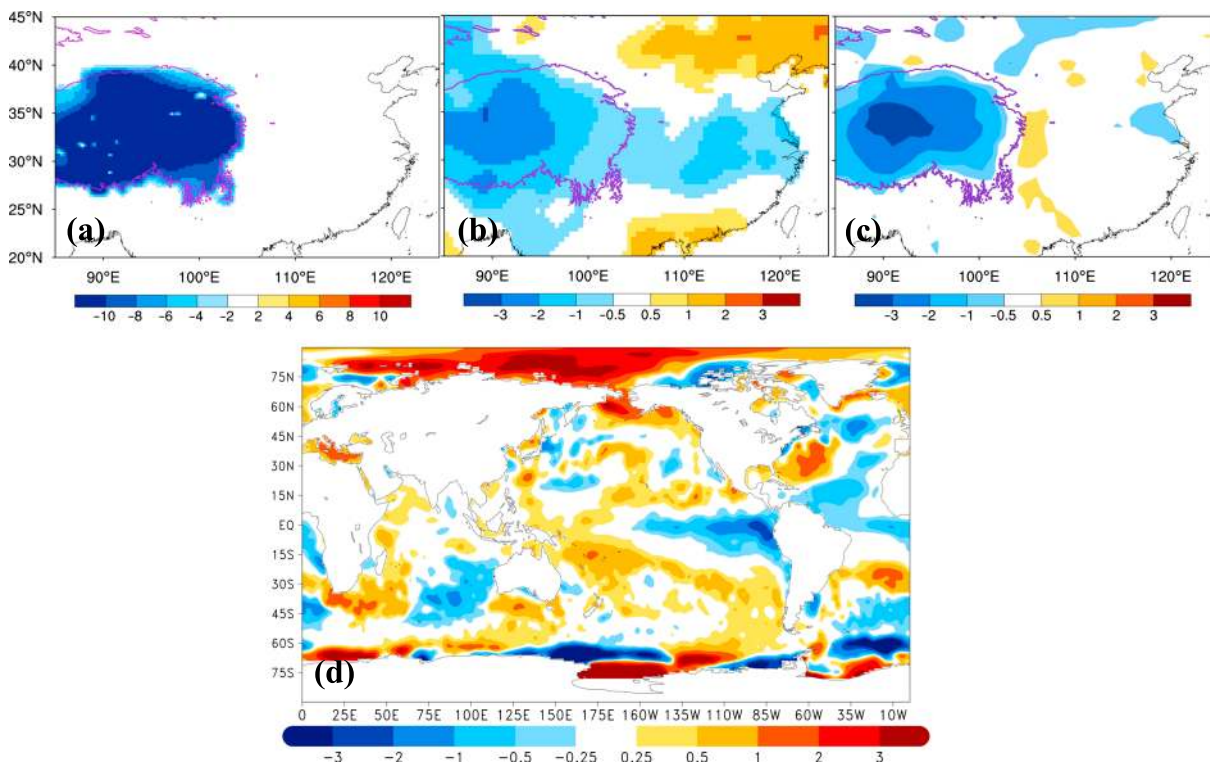 45°N
40°N
35°N
30°N
25°N
20°N
(a) (b) (c)
90°E 100°E 110°E 120°E 90°E 100°E 110°E 120°E 90°E 100°E 110°E 120°E
-10 -8 -6 -4 -2 2 4 6 8 10 -3 -2 -1 -0.5 0.5 1 2 3 -3 -2 -1 -0.5 0.5 1 2 3
75N
60N
45N
30N
15N
EQ
15S
30S
45S
60S
75S
(d)
0 25E 50E 75E 100E 125E 150E 175E 160W 135W 110W 85W 60W 35W 10W
-3 -2 -1 -0.5 -0.25 0.25 0.5 1 2 3